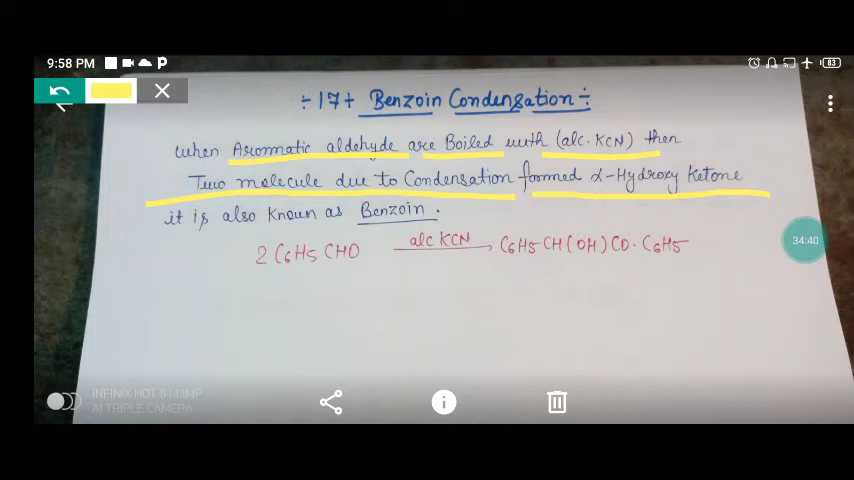 9:58 PM
83
÷ 17 + Benzoin Condensation ÷
when Aromatic aldehyde are Boiled with (alc. KCN) then
Two molecule due to Condensation formed α-Hydroxy Ketone
it is also known as Benzoin.
2 C6H5 CHO alc KCN C6H5 CH(OH) CO. C6H5
34:40
INFINIX HOT 8 | 13MP
AI TRIPLE CAMERA